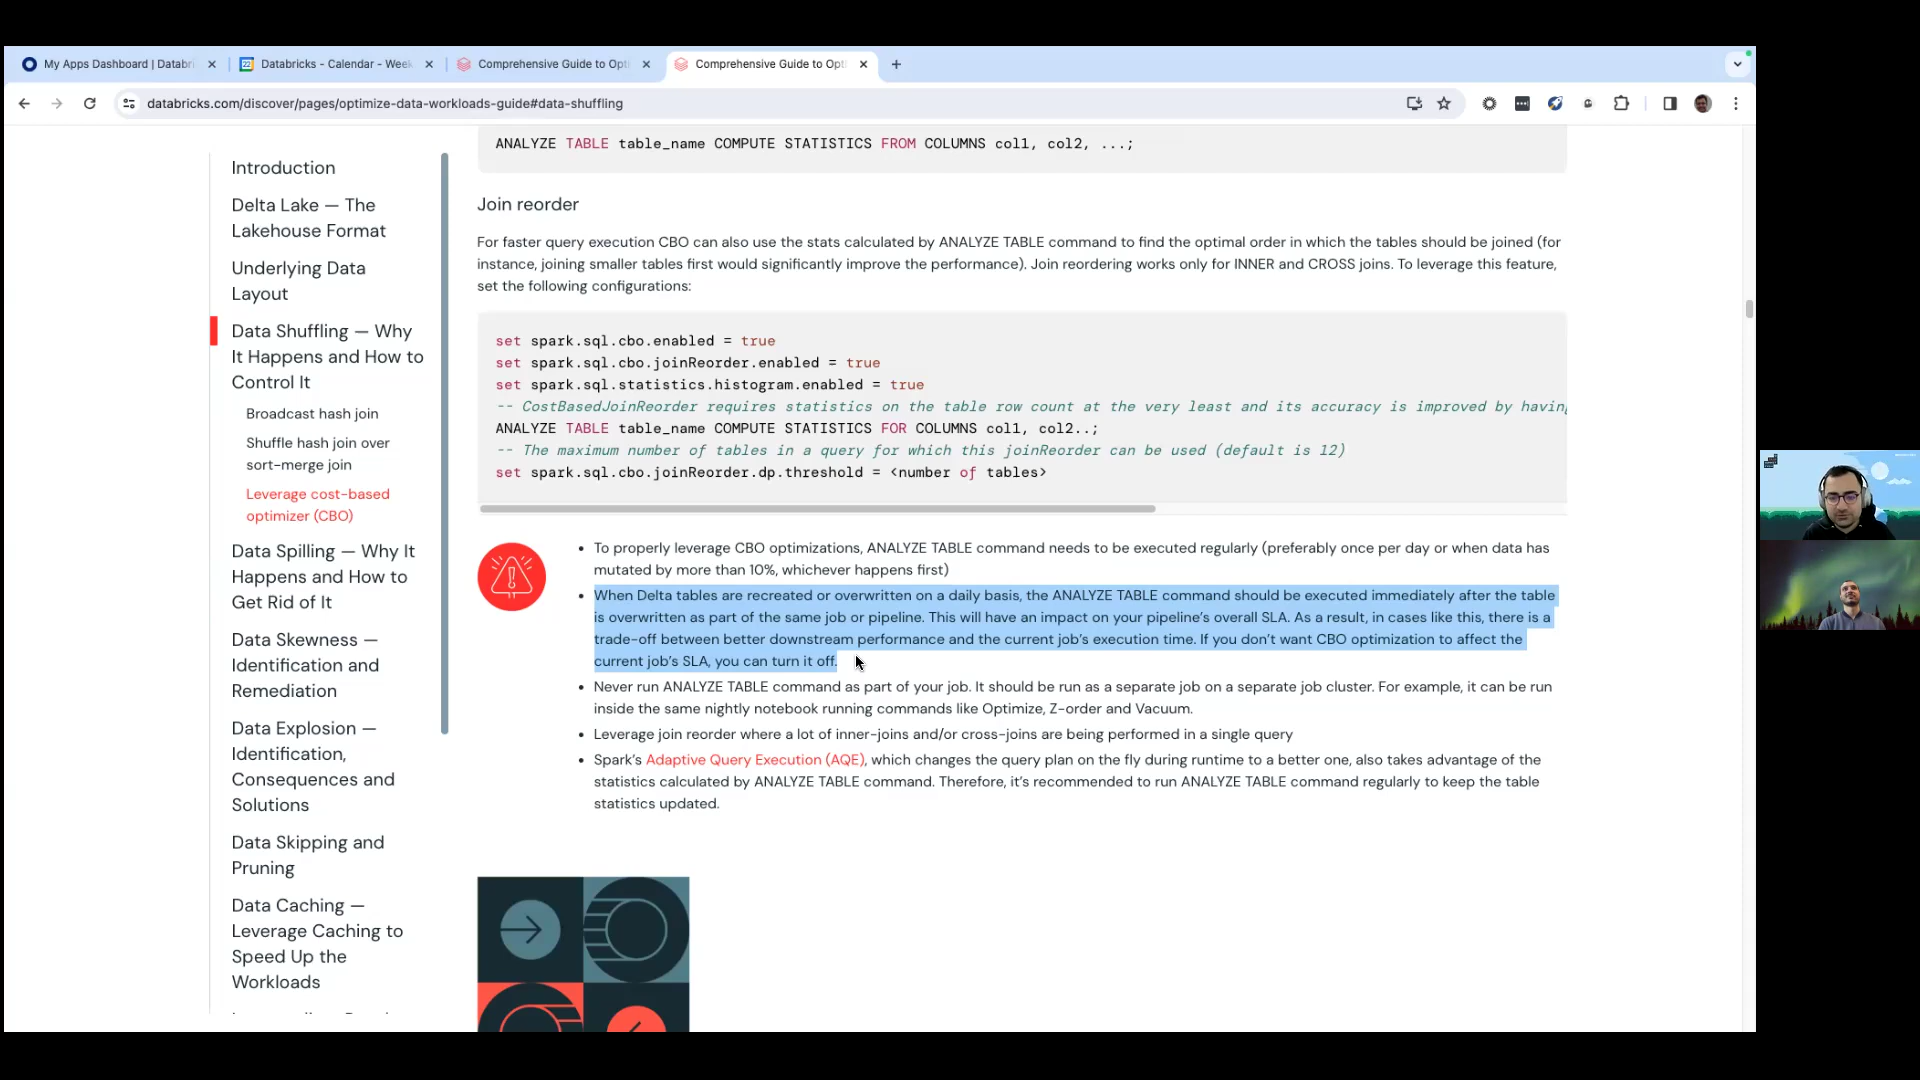 My Apps Dashboard | Databri
Databricks - Calendar - Week
Comprehensive Guide to Opti
Comprehensive Guide to Opti
databricks.com/discover/pages/optimize-data-workloads-guide#data-shuffling
Introduction
Delta Lake — The
Lakehouse Format
Underlying Data
Layout
Data Shuffling — Why
It Happens and How to
Control It
Broadcast hash join
Shuffle hash join over
sort-merge join
Leverage cost-based
optimizer (CBO)
Data Spilling — Why It
Happens and How to
Get Rid of It
Data Skewness —
Identification and
Remediation
Data Explosion —
Identification,
Consequences and
Solutions
Data Skipping and
Pruning
Data Caching —
Leverage Caching to
Speed Up the
Workloads
ANALYZE TABLE table_name COMPUTE STATISTICS FROM COLUMNS col1, col2, ...;
Join reorder
For faster query execution CBO can also use the stats calculated by ANALYZE TABLE command to find the optimal order in which the tables should be joined (for
instance, joining smaller tables first would significantly improve the performance). Join reordering works only for INNER and CROSS joins. To leverage this feature,
set the following configurations:
set spark.sql.cbo.enabled = true
set spark.sql.cbo.joinReorder.enabled = true
set spark.sql.statistics.histogram.enabled = true
-- CostBasedJoinReorder requires statistics on the table row count at the very least and its accuracy is improved by having
ANALYZE TABLE table_name COMPUTE STATISTICS FOR COLUMNS col1, col2..;
-- The maximum number of tables in a query for which this joinReorder can be used (default is 12)
set spark.sql.cbo.joinReorder.dp.threshold = <number of tables>
• To properly leverage CBO optimizations, ANALYZE TABLE command needs to be executed regularly (preferably once per day or when data has
mutated by more than 10%, whichever happens first)
• When Delta tables are recreated or overwritten on a daily basis, the ANALYZE TABLE command should be executed immediately after the table
is overwritten as part of the same job or pipeline. This will have an impact on your pipeline's overall SLA. As a result, in cases like this, there is a
trade-off between better downstream performance and the current job's execution time. If you don't want CBO optimization to affect the
current job's SLA, you can turn it off.
• Never run ANALYZE TABLE command as part of your job. It should be run as a separate job on a separate job cluster. For example, it can be run
inside the same nightly notebook running commands like Optimize, Z-order and Vacuum.
• Leverage join reorder where a lot of inner-joins and/or cross-joins are being performed in a single query
• Spark's Adaptive Query Execution (AQE), which changes the query plan on the fly during runtime to a better one, also takes advantage of the
statistics calculated by ANALYZE TABLE command. Therefore, it's recommended to run ANALYZE TABLE command regularly to keep the table
statistics updated.